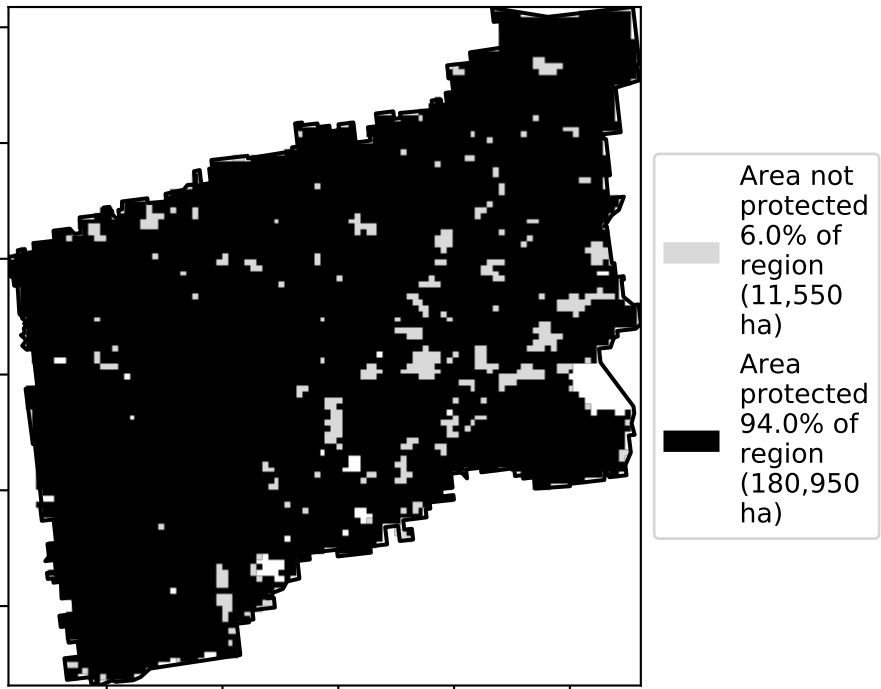 Area not
protected
6.0% of
region
(11,550
ha)
Area
protected
94.0% of
region
(180,950
ha)